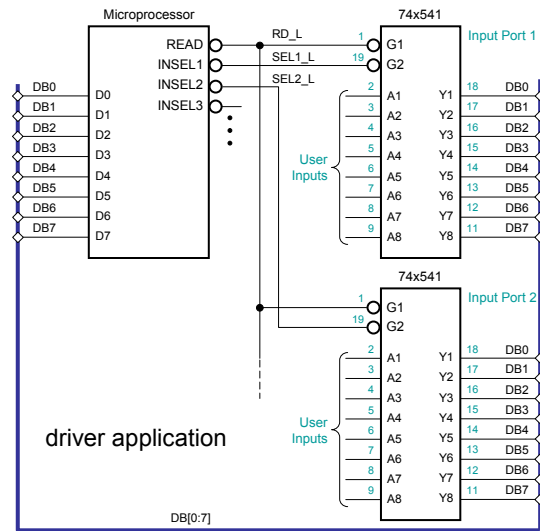 Microprocessor
READ
INSEL1
INSEL2
INSEL3
RD_L
SEL1_L
SEL2_L
DB0 D0
DB1 D1
DB2 D2
DB3 D3
DB4 D4
DB5 D5
DB6 D6
DB7 D7
74x541
Input Port 1
1 G1
19 G2
2 A1 Y1 18 DB0
3 A2 Y2 17 DB1
4 A3 Y3 16 DB2
5 A4 Y4 15 DB3
6 A5 Y5 14 DB4
7 A6 Y6 13 DB5
8 A7 Y7 12 DB6
9 A8 Y8 11 DB7
User
Inputs
74x541
Input Port 2
1 G1
19 G2
2 A1 Y1 18 DB0
3 A2 Y2 17 DB1
4 A3 Y3 16 DB2
5 A4 Y4 15 DB3
6 A5 Y5 14 DB4
7 A6 Y6 13 DB5
8 A7 Y7 12 DB6
9 A8 Y8 11 DB7
User
Inputs
driver application
DB[0:7]